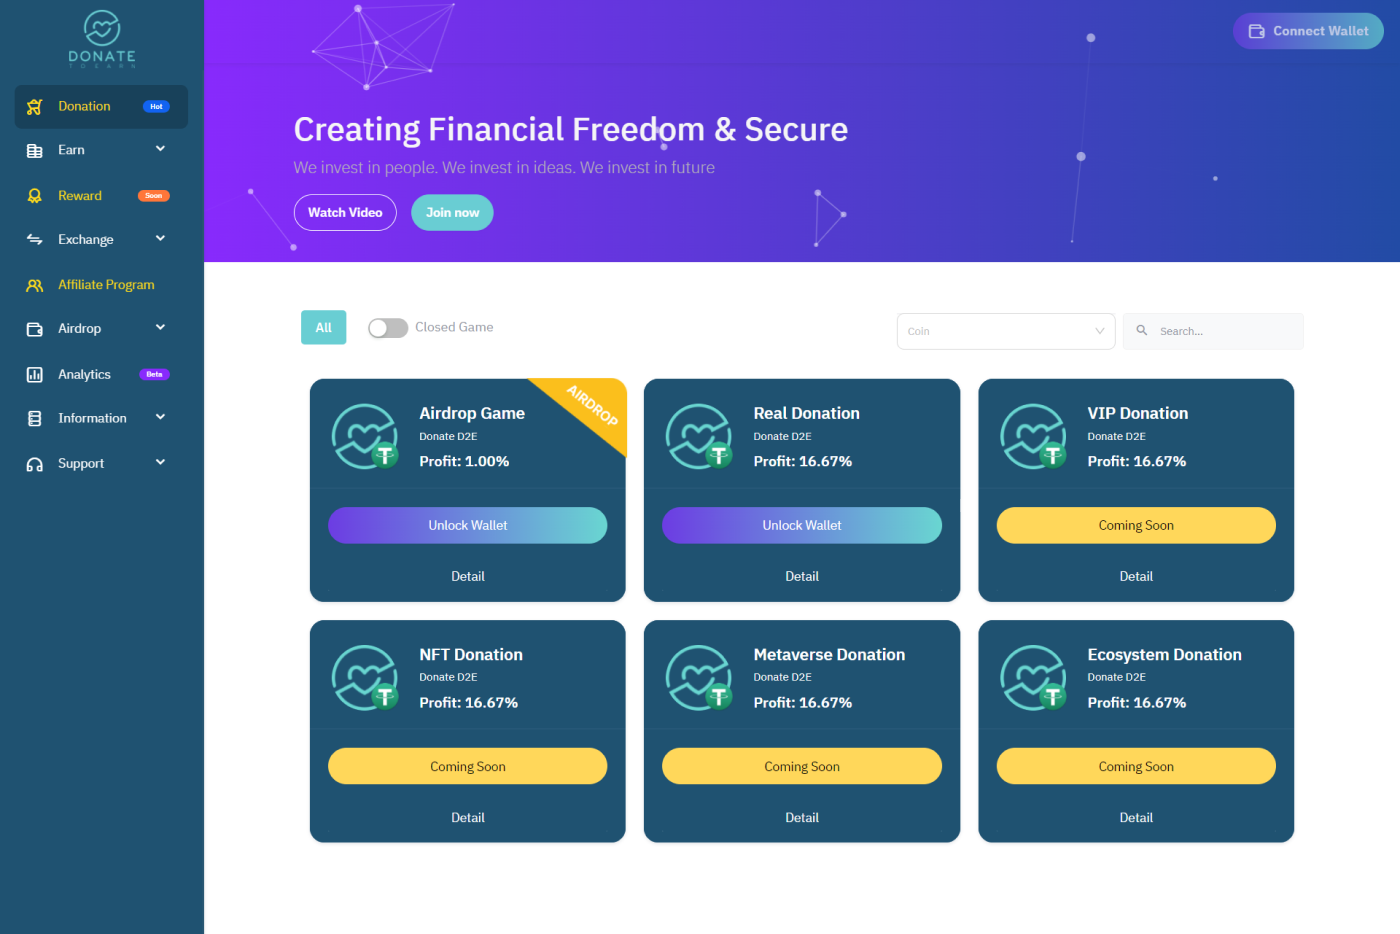 DONATE
TO EARN
Donation
Hot
Earn
Reward
Soon
Exchange
Affiliate Program
Airdrop
Analytics
Beta
Information
Support
Connect Wallet
Creating Financial Freedom & Secure
We invest in people. We invest in ideas. We invest in future
Watch Video
Join now
All
Closed Game
Coin
Search...
Airdrop Game
Donate D2E
Profit: 1.00%
AIRDROP
Unlock Wallet
Detail
Real Donation
Donate D2E
Profit: 16.67%
Unlock Wallet
Detail
VIP Donation
Donate D2E
Profit: 16.67%
Coming Soon
Detail
NFT Donation
Donate D2E
Profit: 16.67%
Coming Soon
Detail
Metaverse Donation
Donate D2E
Profit: 16.67%
Coming Soon
Detail
Ecosystem Donation
Donate D2E
Profit: 16.67%
Coming Soon
Detail